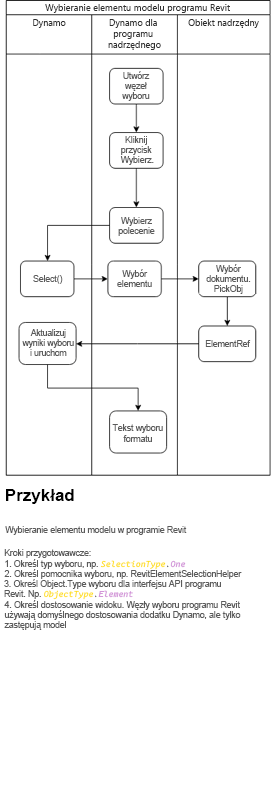 Wybieranie elementu modelu programu Revit
Dynamo
Dynamo dla
programu
nadrzędnego
Obiekt nadrzędny
Utwórz
węzeł
wyboru
Kliknij
przycisk
Wybierz.
Wybierz
polecenie
Select()
Wybór
elementu
Wybór
dokumentu.
PickObj
Aktualizuj
wyniki wyboru
i uruchom
ElementRef
Tekst wyboru
formatu
Przykład
Wybieranie elementu modelu w programie Revit
Kroki przygotowawcze:
1. Określ typ wyboru, np. SelectionType.One
2. Określ pomocnika wyboru, np. RevitElementSelectionHelper
3. Określ Object.Type wyboru dla interfejsu API programu
Revit. Np. ObjectType.Element
4. Określ dostosowanie widoku. Węzły wyboru programu Revit
używają domyślnego dostosowania dodatku Dynamo, ale tylko
zastępują model